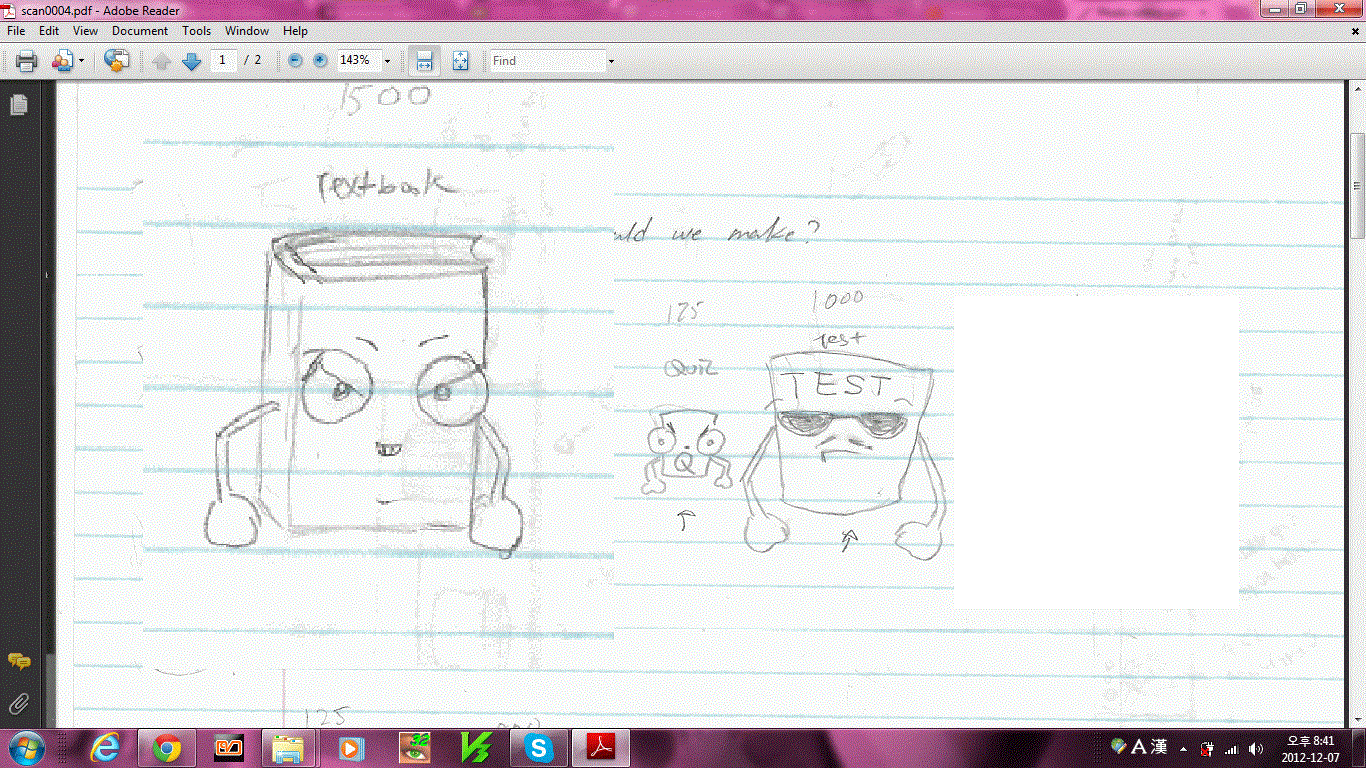 scan0004.pdf - Adobe Reader
File Edit View Document Tools Window Help
1 / 2 143% Find
1500
Textbook
uld we make?
125
1000
Quiz
Test
TEST
Q
125
A 漢
오후 8:41
2012-12-07